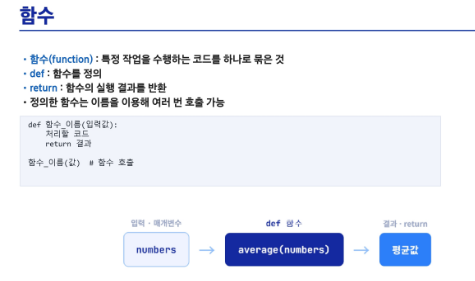 함수
· 함수(function) : 특정 작업을 수행하는 코드를 하나로 묶은 것
· def : 함수를 정의
· return : 함수의 실행 결과를 반환
· 정의한 함수는 이름을 이용해 여러 번 호출 가능
def 함수_이름(입력값):
    처리할 코드
    return 결과
함수_이름(값)  # 함수 호출
입력 · 매개변수
def 함수
결과 · return
numbers → average(numbers) → 평균값